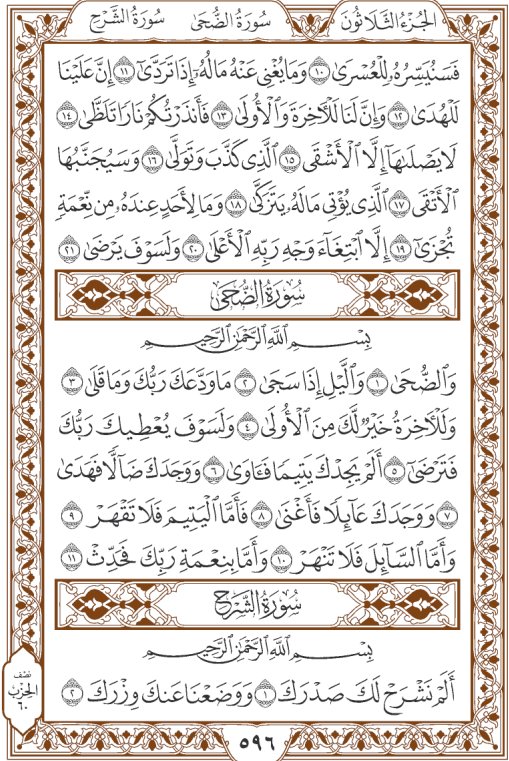 الجُزْءُ الثَّلَاثُونَ سُورَةُ الضُّحَى سُورَةُ الشَّرْحِ
فَسَنُيَسِّرُهُۥ لِلْعُسْرَىٰ ١٠ وَمَا يُغْنِى عَنْهُ مَالُهُۥٓ إِذَا تَرَدَّىٰٓ ١١ إِنَّ عَلَيْنَا
لَلْهُدَىٰ ١٢ وَإِنَّ لَنَا لَلْءَاخِرَةَ وَٱلْأُولَىٰ ١٣ فَأَنذَرْتُكُمْ نَارًا تَلَظَّىٰ ١٤
لَا يَصْلَىٰهَآ إِلَّا ٱلْأَشْقَى ١٥ ٱلَّذِى كَذَّبَ وَتَوَلَّىٰ ١٦ وَسَيُجَنَّبُهَا
ٱلْأَتْقَى ١٧ ٱلَّذِى يُؤْتِى مَالَهُۥ يَتَزَكَّىٰ ١٨ وَمَا لِأَحَدٍ عِندَهُۥ مِن نِّعْمَةٍ
تُجْزَىٰٓ ١٩ إِلَّا ٱبْتِغَآءَ وَجْهِ رَبِّهِ ٱلْأَعْلَىٰ ٢٠ وَلَسَوْفَ يَرْضَىٰ ٢١
سُورَةُ الضُّحَى
بِسْمِ ٱللَّهِ ٱلرَّحْمَٰنِ ٱلرَّحِيمِ
وَٱلضُّحَىٰ ١ وَٱلَّيْلِ إِذَا سَجَىٰ ٢ مَا وَدَّعَكَ رَبُّكَ وَمَا قَلَىٰ ٣
وَلَلْءَاخِرَةُ خَيْرٌ لَّكَ مِنَ ٱلْأُولَىٰ ٤ وَلَسَوْفَ يُعْطِيكَ رَبُّكَ
فَتَرْضَىٰٓ ٥ أَلَمْ يَجِدْكَ يَتِيمًا فَـَٔاوَىٰ ٦ وَوَجَدَكَ ضَآلًّا فَهَدَىٰ
٧ وَوَجَدَكَ عَآئِلًا فَأَغْنَىٰ ٨ فَأَمَّا ٱلْيَتِيمَ فَلَا تَقْهَرْ ٩
وَأَمَّا ٱلسَّآئِلَ فَلَا تَنْهَرْ ١٠ وَأَمَّا بِنِعْمَةِ رَبِّكَ فَحَدِّثْ ١١
سُورَةُ الشَّرْحِ
بِسْمِ ٱللَّهِ ٱلرَّحْمَٰنِ ٱلرَّحِيمِ
أَلَمْ نَشْرَحْ لَكَ صَدْرَكَ ١ وَوَضَعْنَا عَنكَ وِزْرَكَ ٢
نصف
الحزب
٦٠
٥٩٦